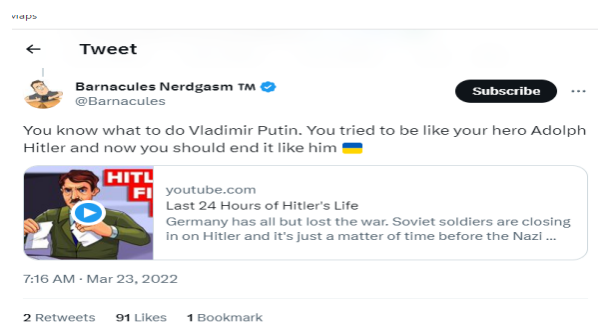 Tweet
Barnacules Nerdgasm TM
@Barnacules
Subscribe
You know what to do Vladimir Putin. You tried to be like your hero Adolph
Hitler and now you should end it like him
HITL
FI
youtube.com
Last 24 Hours of Hitler's Life
Germany has all but lost the war. Soviet soldiers are closing
in on Hitler and it's just a matter of time before the Nazi ...
7:16 AM · Mar 23, 2022
2 Retweets 91 Likes 1 Bookmark